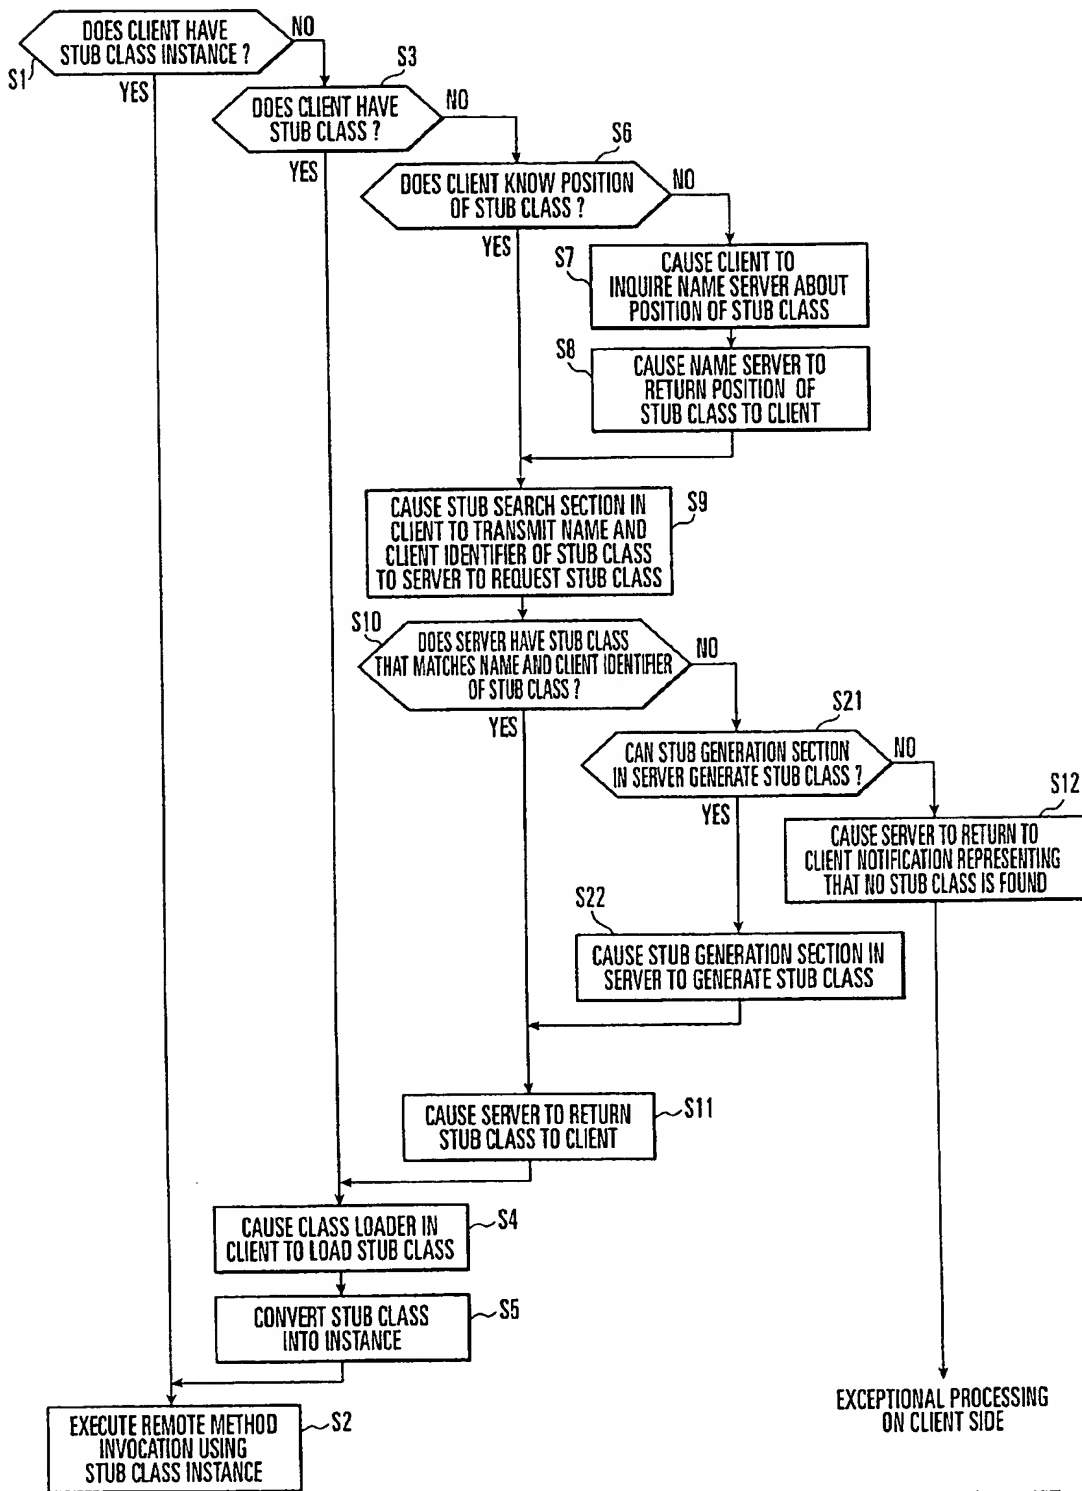 DOES CLIENT HAVE
STUB CLASS INSTANCE ?
NO
S1
YES
S3
DOES CLIENT HAVE
STUB CLASS ?
NO
YES
S6
DOES CLIENT KNOW POSITION
OF STUB CLASS ?
NO
YES
S7
CAUSE CLIENT TO
INQUIRE NAME SERVER ABOUT
POSITION OF STUB CLASS
S8
CAUSE NAME SERVER TO
RETURN POSITION OF
STUB CLASS TO CLIENT
CAUSE STUB SEARCH SECTION IN
CLIENT TO TRANSMIT NAME AND
CLIENT IDENTIFIER OF STUB CLASS
TO SERVER TO REQUEST STUB CLASS
S9
S10
DOES SERVER HAVE STUB CLASS
THAT MATCHES NAME AND CLIENT IDENTIFIER
OF STUB CLASS ?
NO
YES
S21
CAN STUB GENERATION SECTION
IN SERVER GENERATE STUB CLASS ?
NO
YES
S12
CAUSE SERVER TO RETURN TO
CLIENT NOTIFICATION REPRESENTING
THAT NO STUB CLASS IS FOUND
S22
CAUSE STUB GENERATION SECTION IN
SERVER TO GENERATE STUB CLASS
CAUSE SERVER TO RETURN
STUB CLASS TO CLIENT
S11
CAUSE CLASS LOADER IN
CLIENT TO LOAD STUB CLASS
S4
CONVERT STUB CLASS
INTO INSTANCE
S5
EXECUTE REMOTE METHOD
INVOCATION USING
STUB CLASS INSTANCE
S2
EXCEPTIONAL PROCESSING
ON CLIENT SIDE